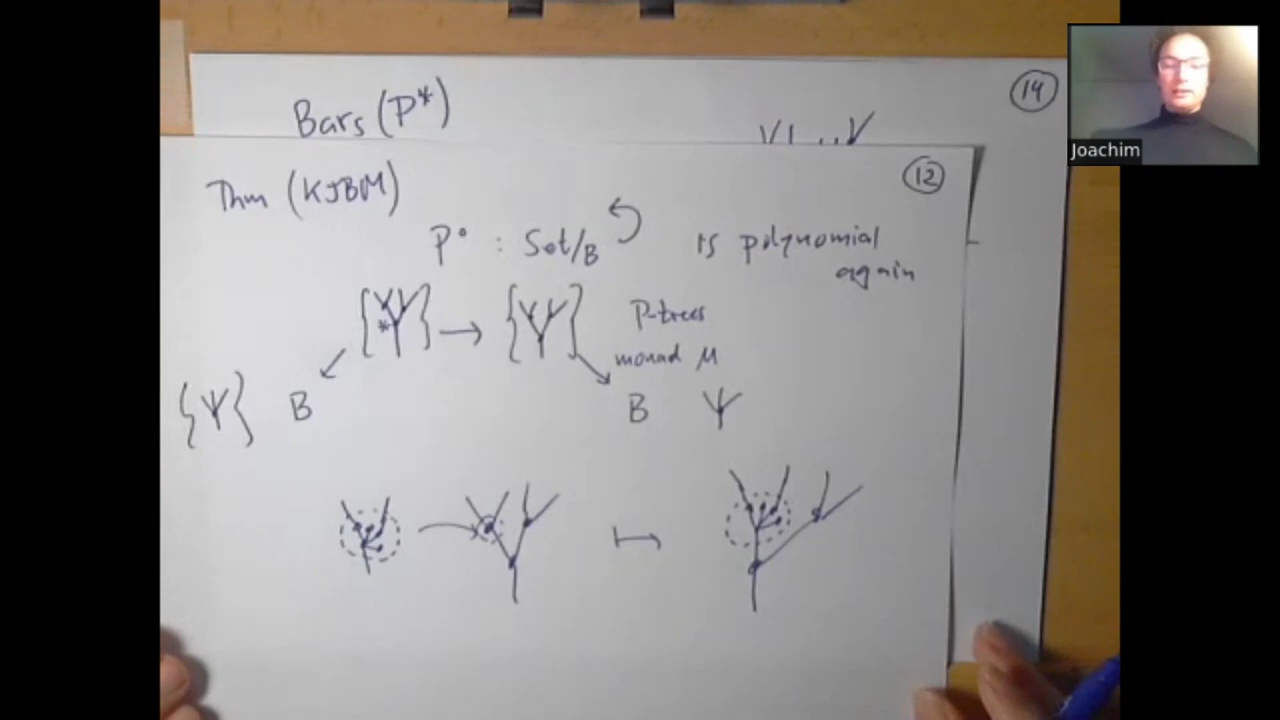 Bars (P*)
14
12
Thm (KJBM)
P° : Set/B is polynomial
again
{ * } → { } P-trees
monad M
{ } B B
Joachim